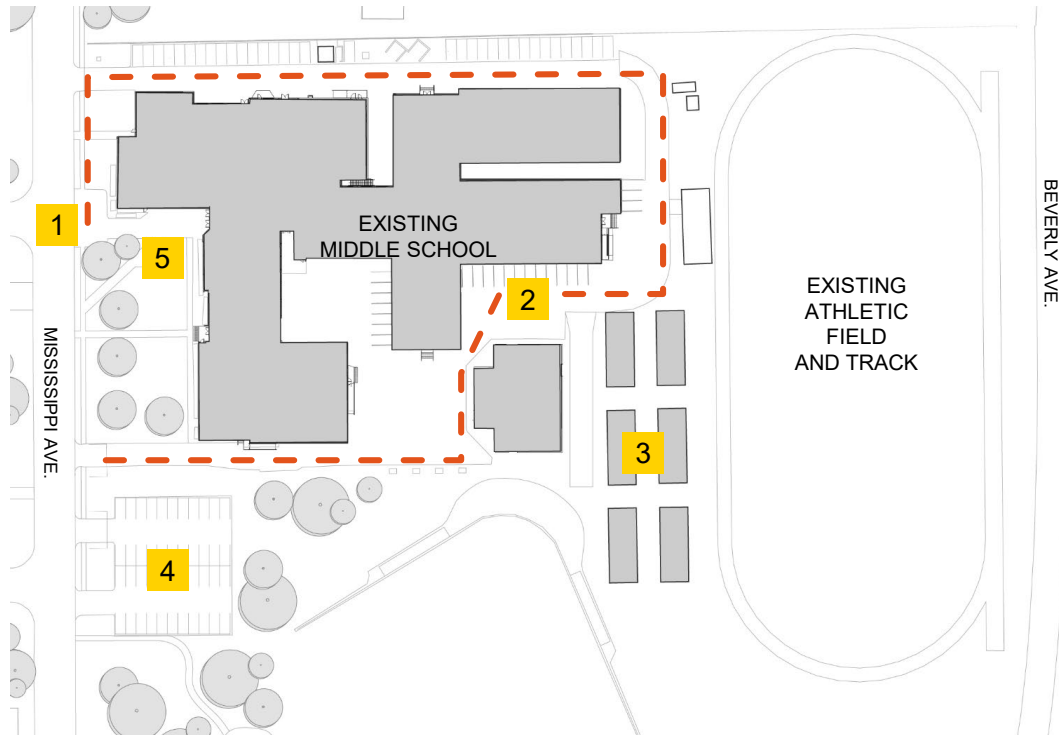 1
5
EXISTING
MIDDLE SCHOOL
2
EXISTING
ATHLETIC
FIELD
AND TRACK
BEVERLY AVE.
MISSISSIPPI AVE.
3
4